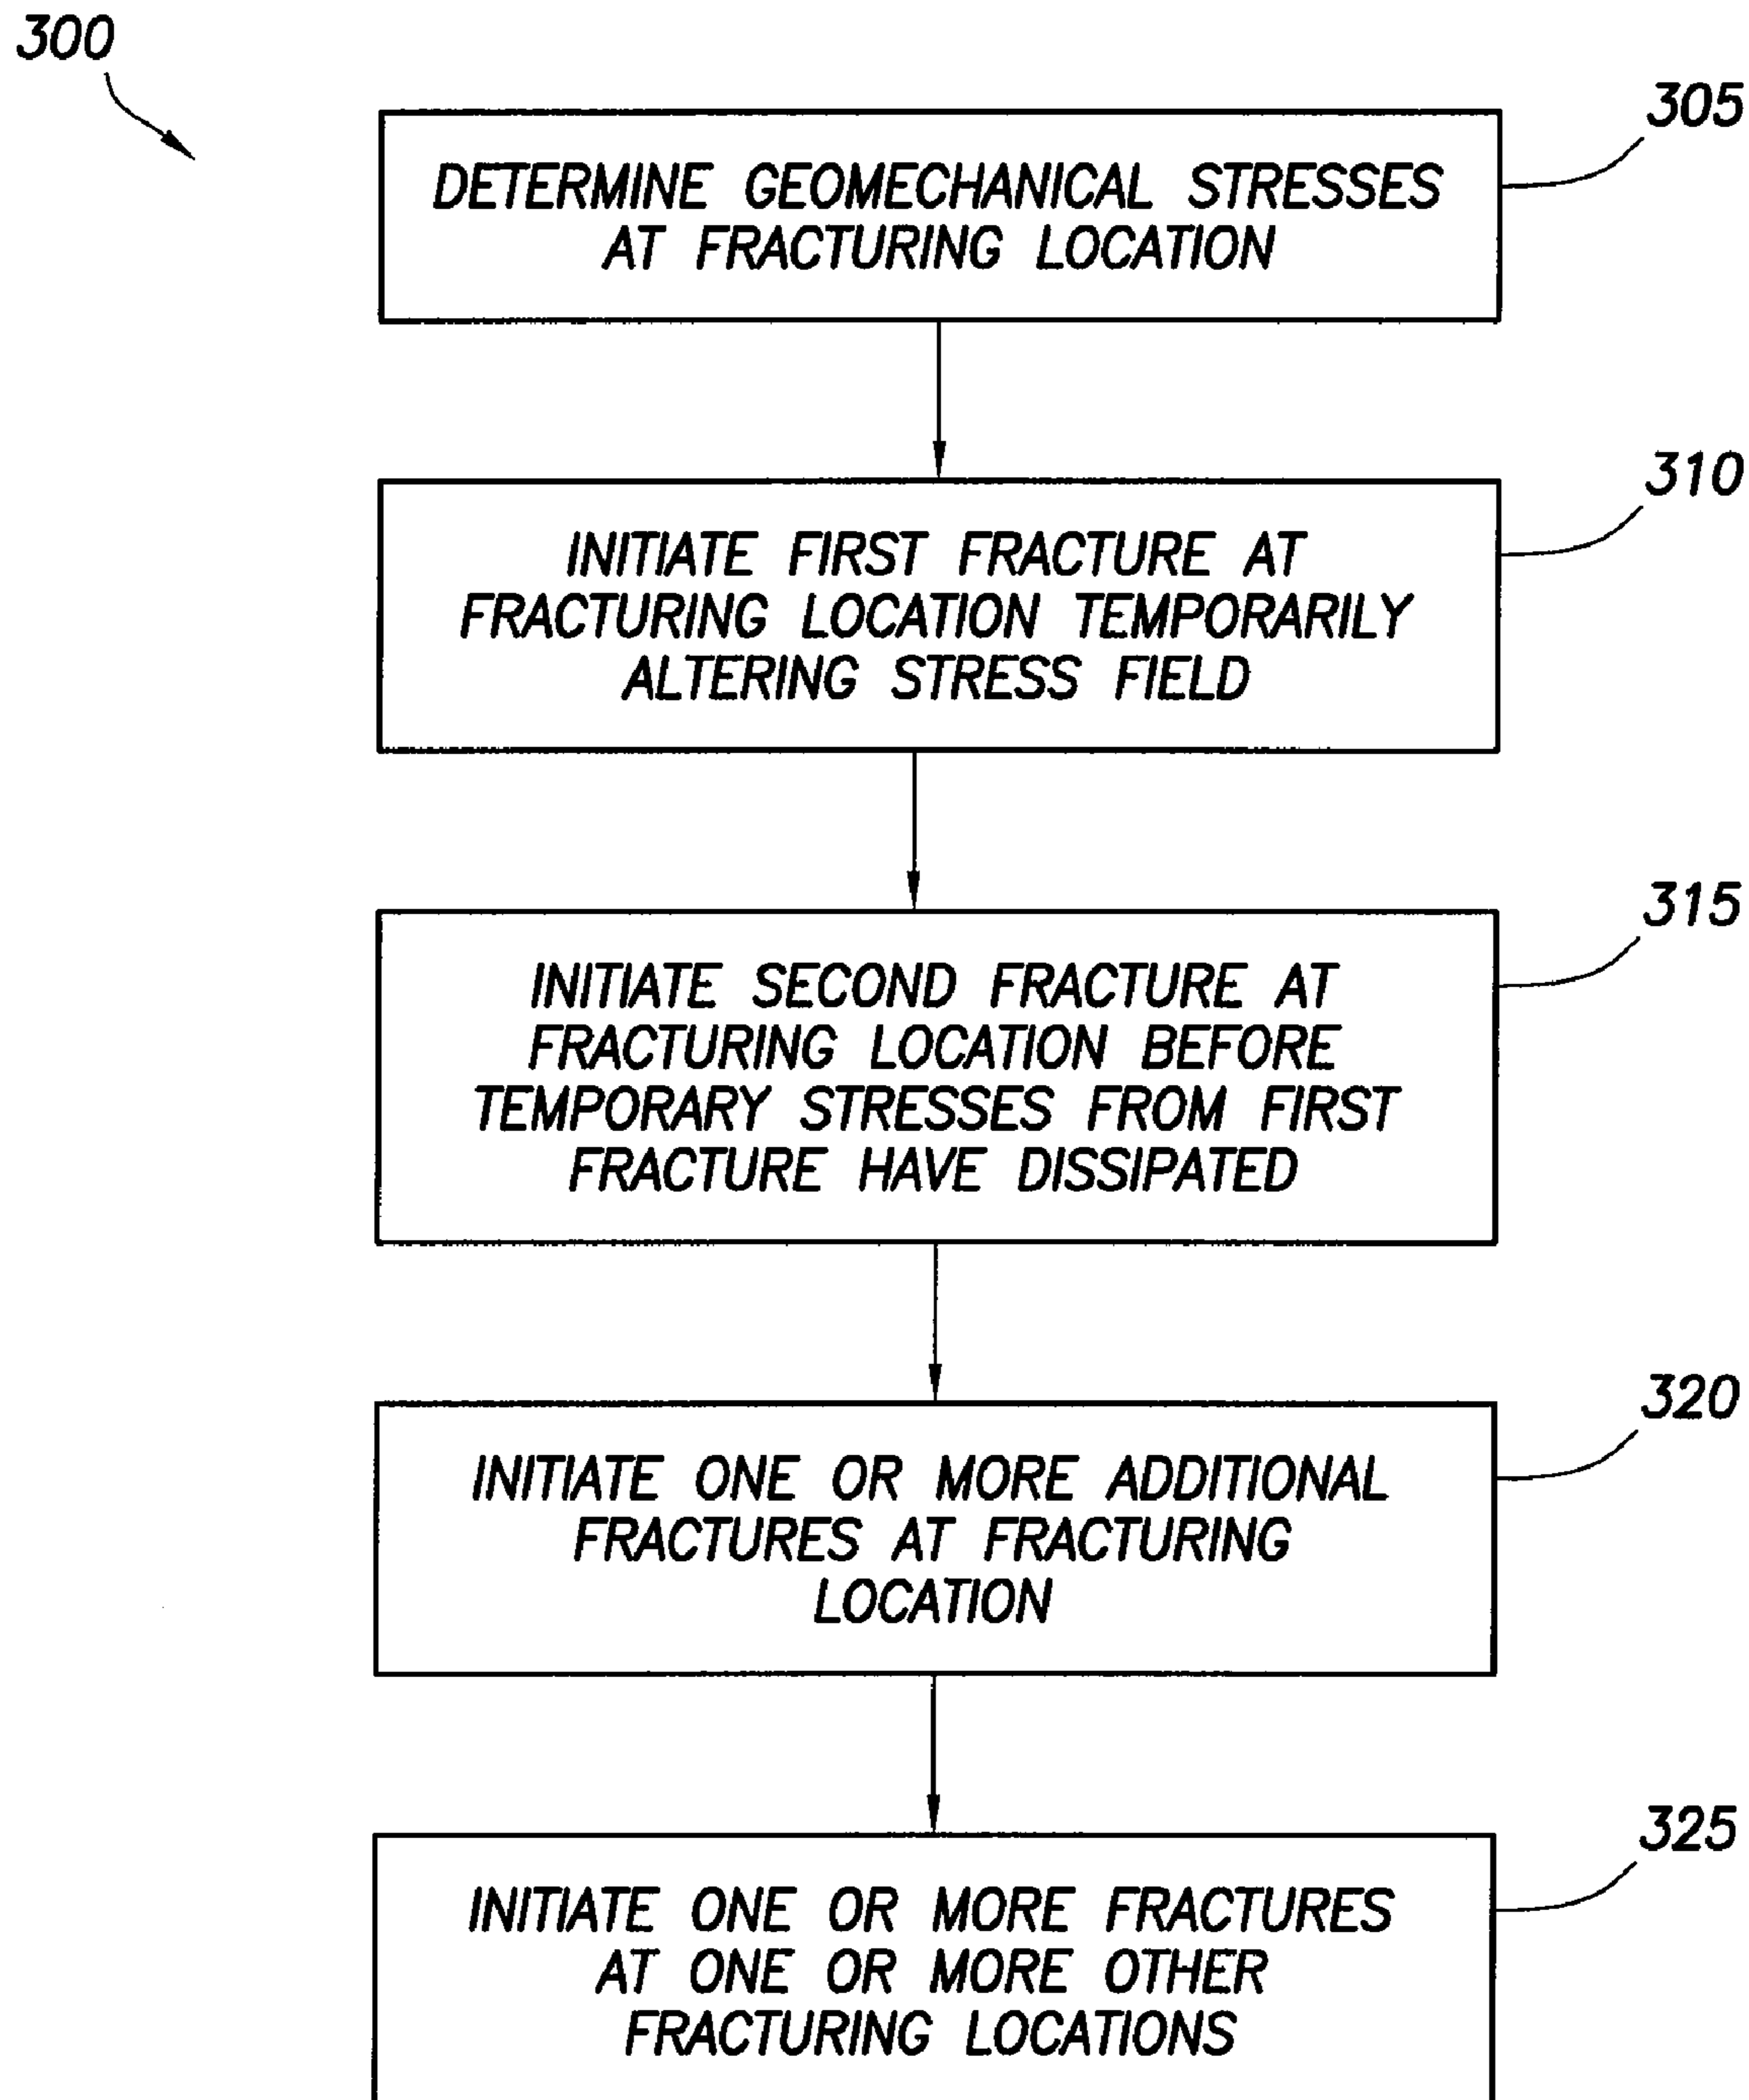 300
305
DETERMINE GEOMECHANICAL STRESSES
AT FRACTURING LOCATION
310
INITIATE FIRST FRACTURE AT
FRACTURING LOCATION TEMPORARILY
ALTERING STRESS FIELD
315
INITIATE SECOND FRACTURE AT
FRACTURING LOCATION BEFORE
TEMPORARY STRESSES FROM FIRST
FRACTURE HAVE DISSIPATED
320
INITIATE ONE OR MORE ADDITIONAL
FRACTURES AT FRACTURING
LOCATION
325
INITIATE ONE OR MORE FRACTURES
AT ONE OR MORE OTHER
FRACTURING LOCATIONS